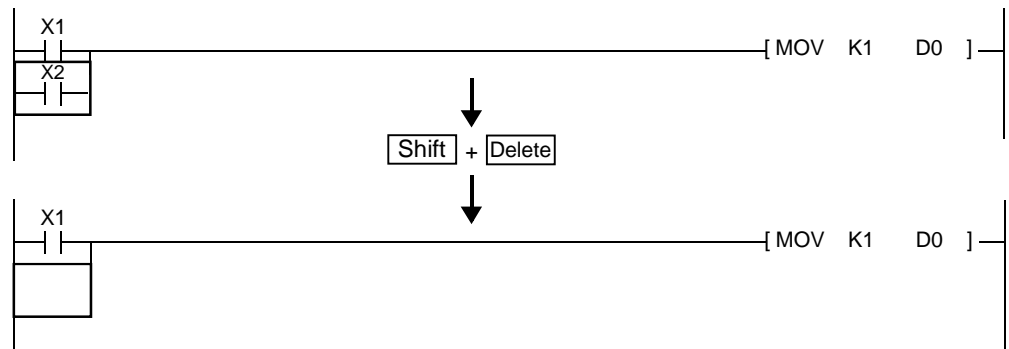 X1
[ MOV K1 D0 ]
X2
Shift + Delete
X1
[ MOV K1 D0 ]